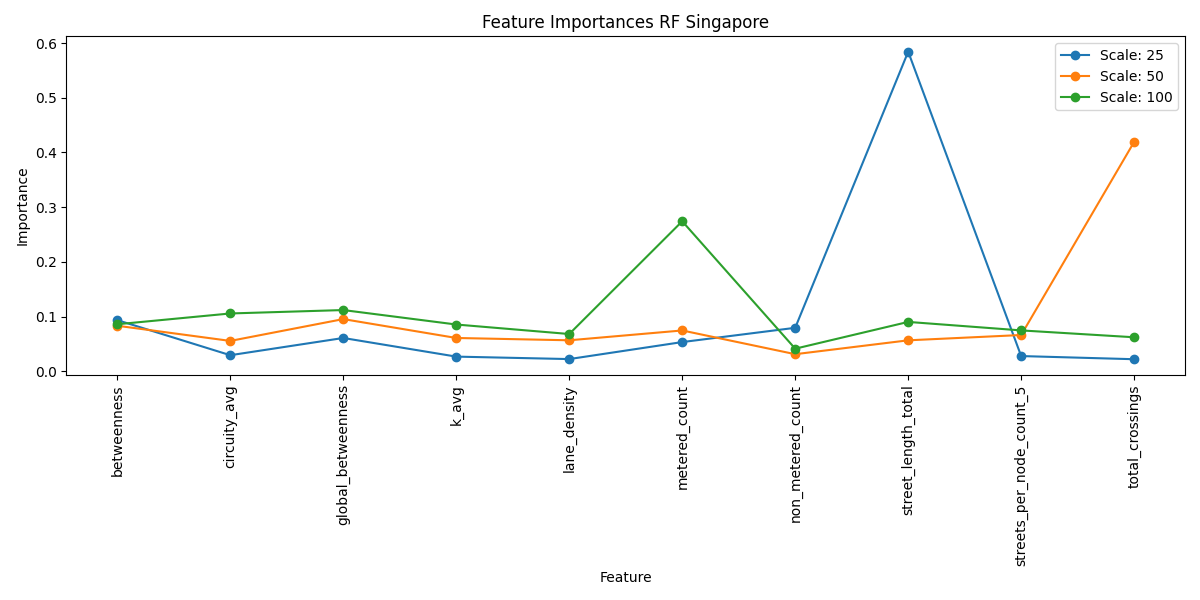 Feature Importances RF Singapore
Importance
0.6
0.5
0.4
0.3
0.2
0.1
0.0
Scale: 25
Scale: 50
Scale: 100
betweenness
circuity_avg
global_betweenness
k_avg
lane_density
metered_count
non_metered_count
street_length_total
streets_per_node_count_5
total_crossings
Feature